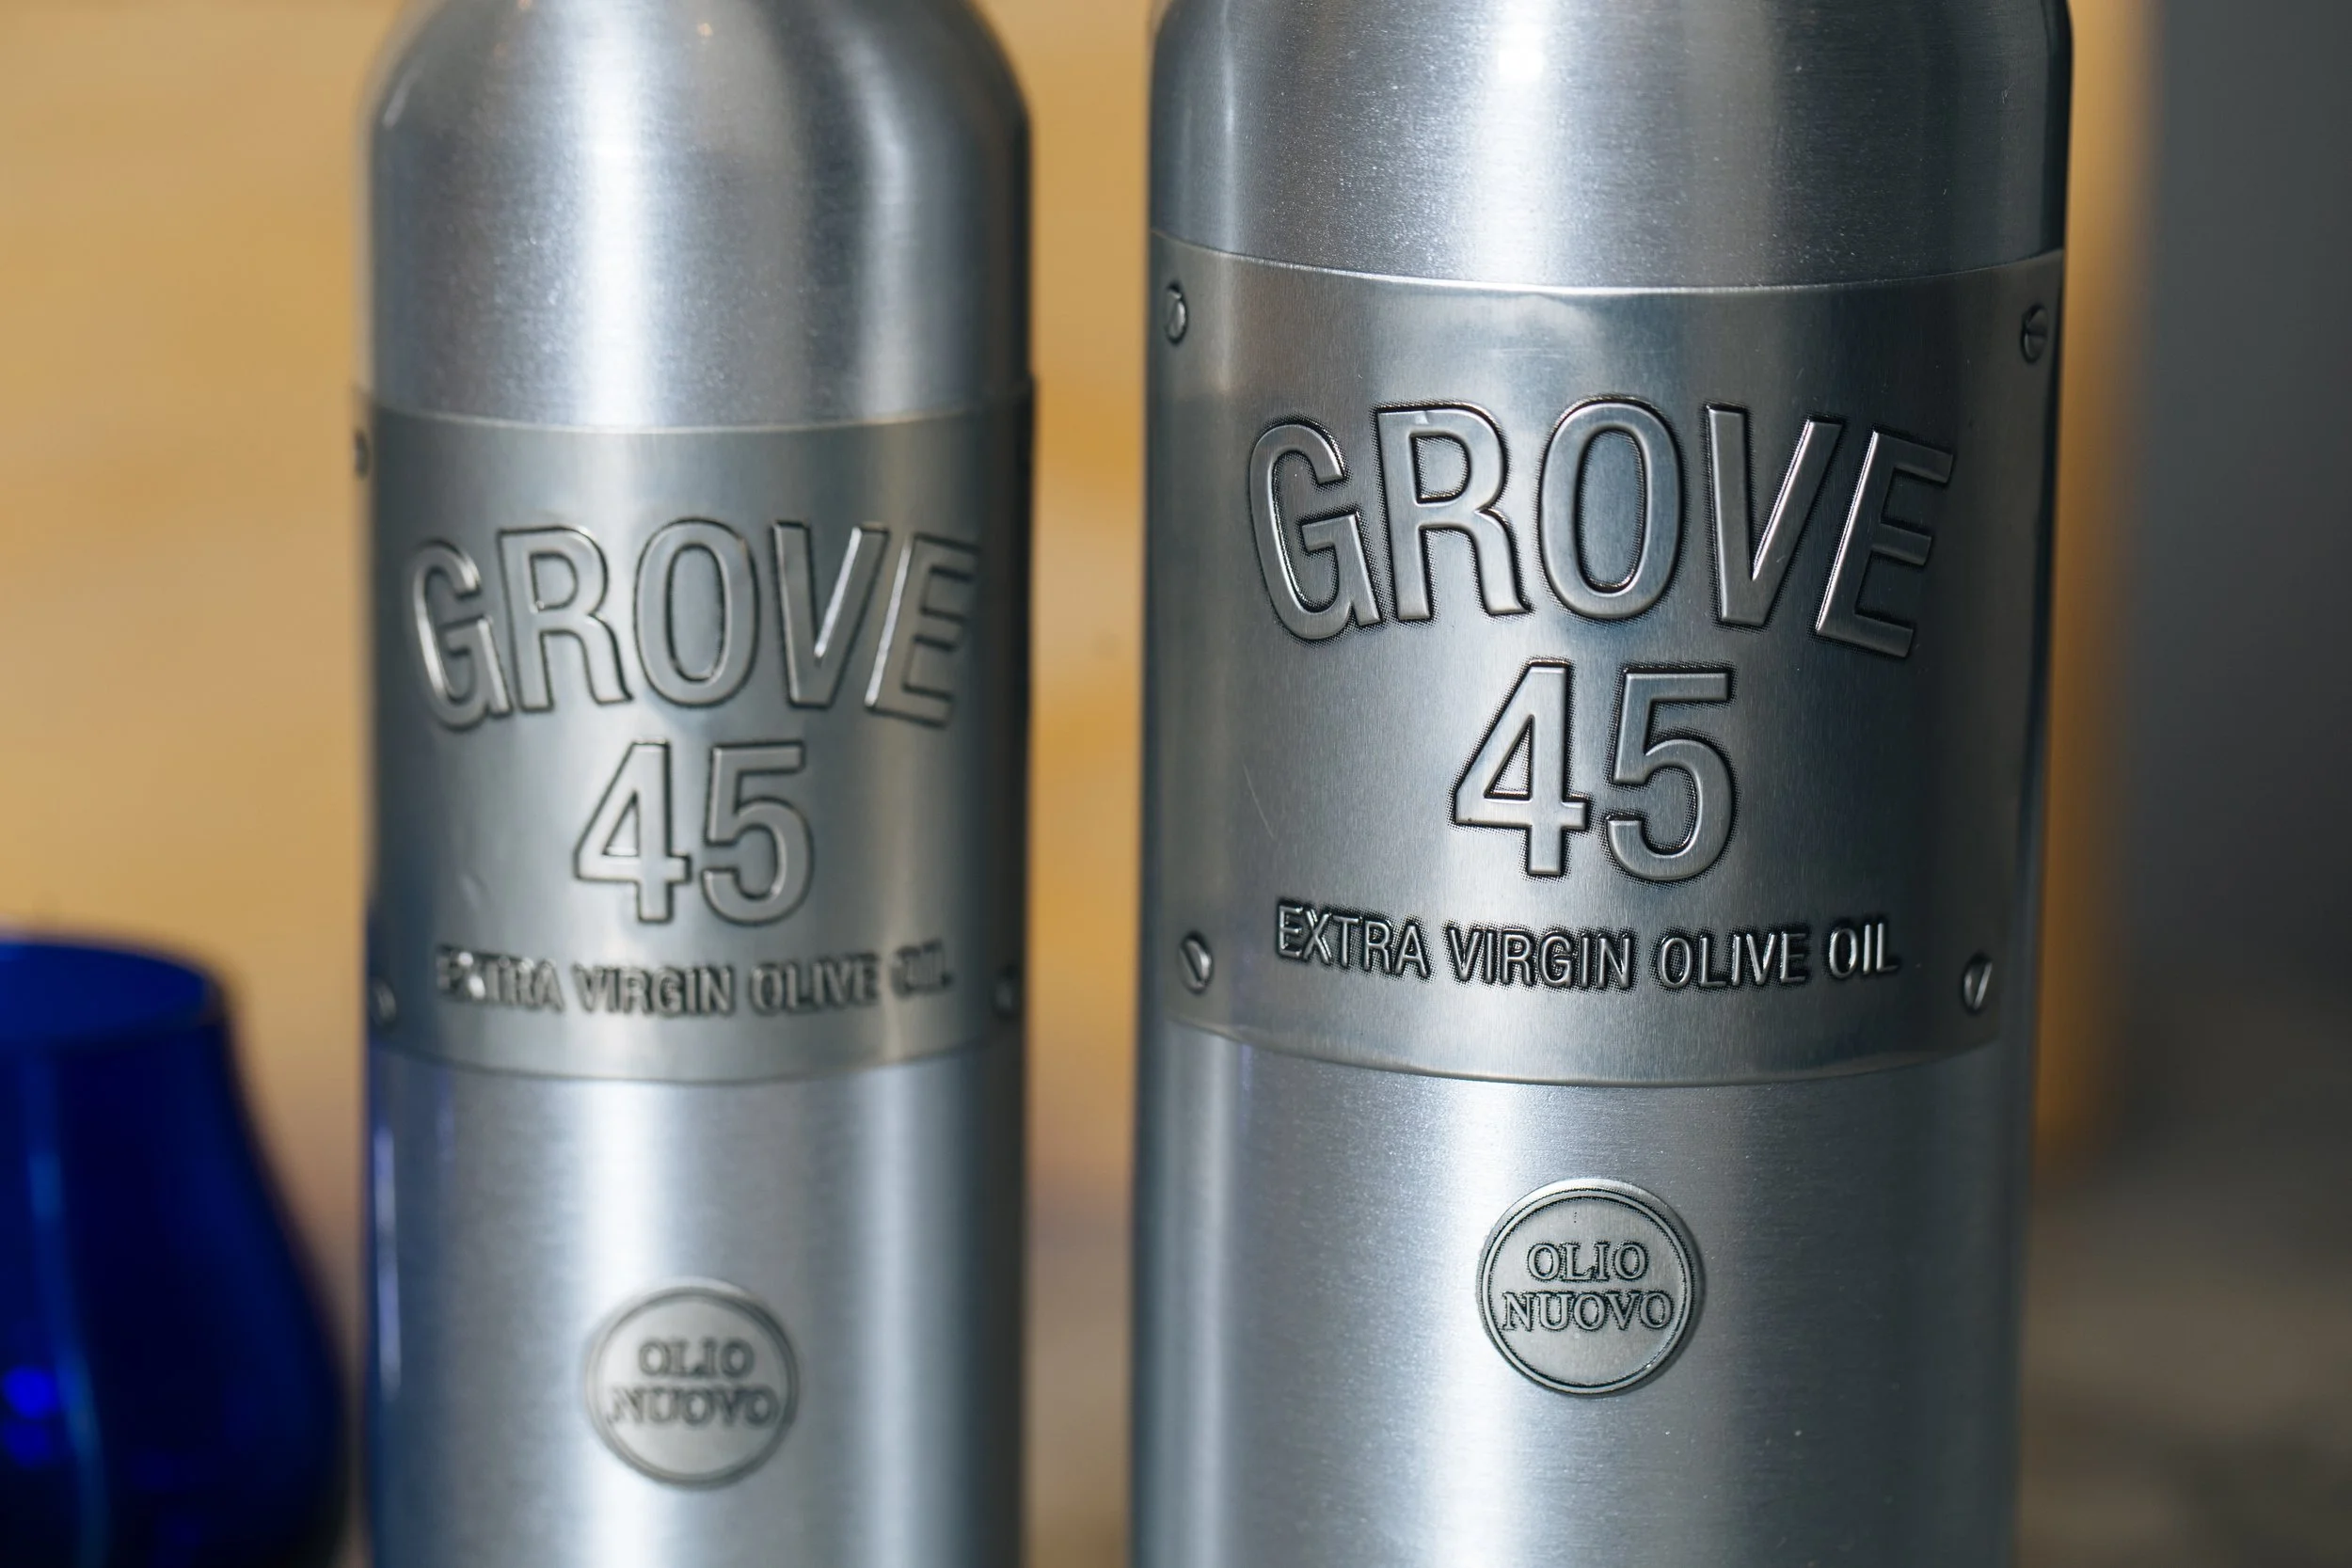 GROVE
45
EXTRA VIRGIN OLIVE OIL
OLIO
NUOVO
GROVE
45
EXTRA VIRGIN OLIVE OIL
OLIO
NUOVO